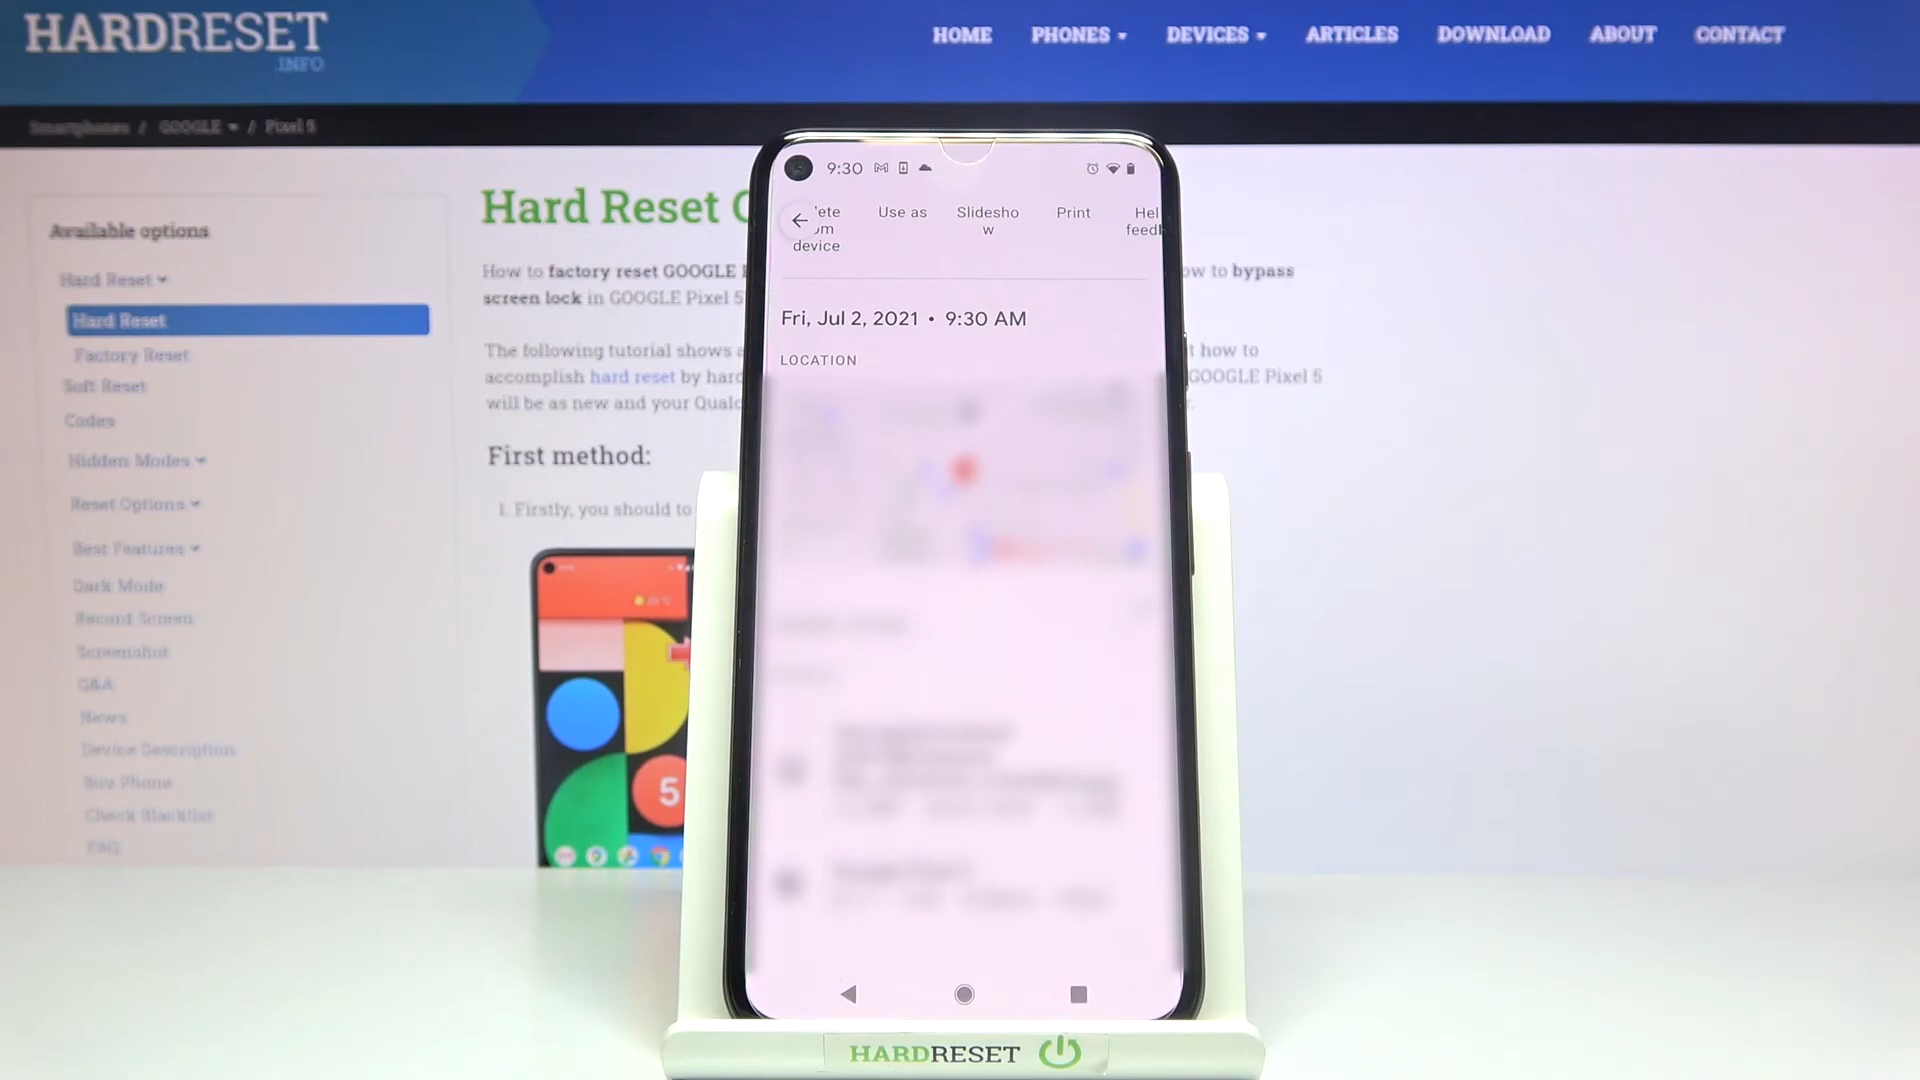 HARDRESET
.INFO
HOME PHONES DEVICES ARTICLES DOWNLOAD ABOUT CONTACT
Smartphones / GOOGLE / Pixel 5
Available options
Hard Reset
Hard Reset
Factory Reset
Soft Reset
Codes
Hidden Modes
Reset Options
Best Features
Dark Mode
Record Screen
Screenshot
Q&A
News
Device Description
Buy Phone
Check Blacklist
FAQ
Hard Reset
How to factory reset GOOGLE
ow to bypass
screen lock in GOOGLE Pixel 5
The following tutorial shows
t how to
accomplish hard reset by hard
GOOGLE Pixel 5
will be as new and your Qual
First method:
1. Firstly, you should to
5
9:30
ete
om
device
Use as
Slidesho
w
Print
Hel
feedb
Fri, Jul 2, 2021 • 9:30 AM
LOCATION
HARDRESET